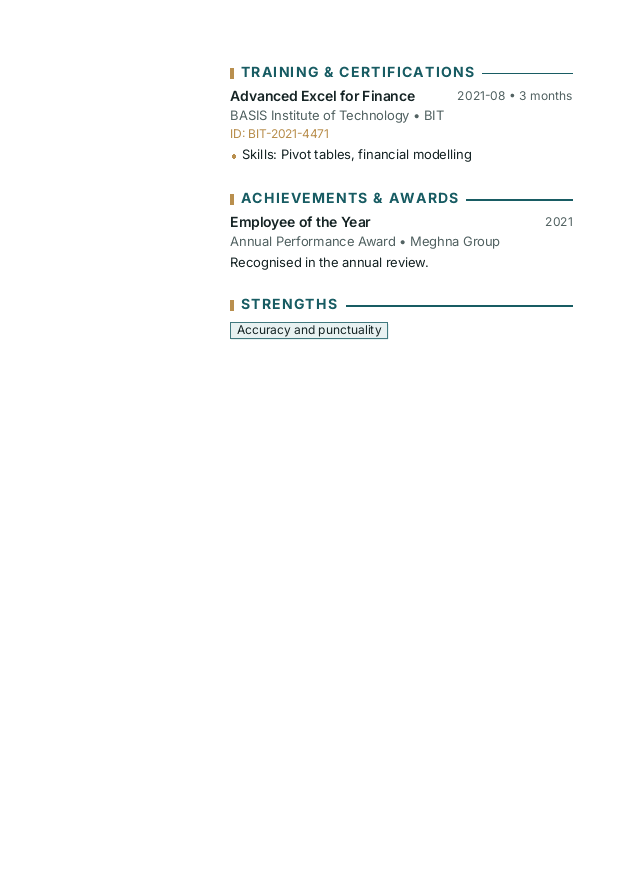 TRAINING & CERTIFICATIONS
Advanced Excel for Finance 2021-08 • 3 months
BASIS Institute of Technology • BIT
ID: BIT-2021-4471
• Skills: Pivot tables, financial modelling
ACHIEVEMENTS & AWARDS
Employee of the Year 2021
Annual Performance Award • Meghna Group
Recognised in the annual review.
STRENGTHS
Accuracy and punctuality